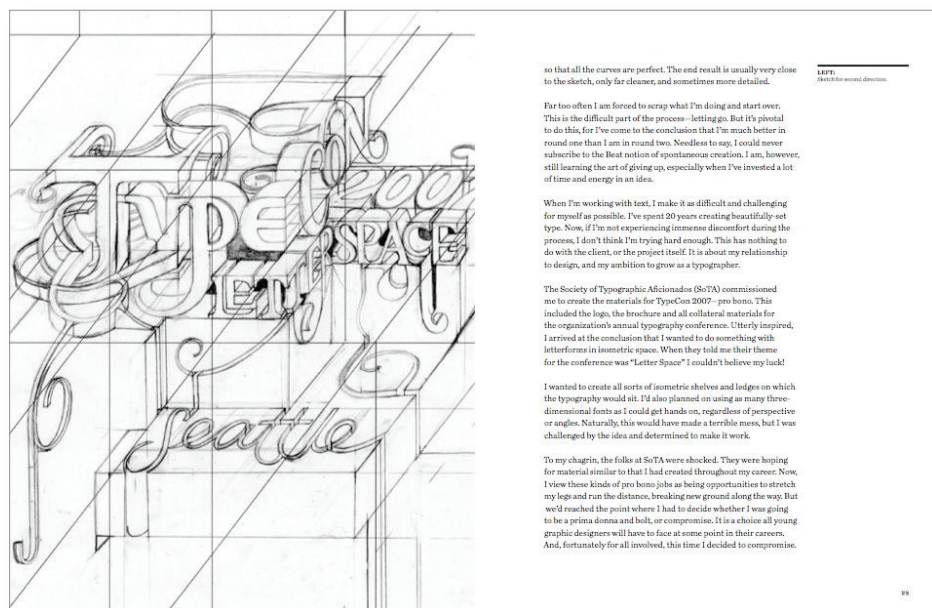 TypeCon
2007
LETTERSPACE
Seattle
so that all the curves are perfect. The end result is usually very close
to the sketch, only far cleaner, and sometimes more detailed.
Far too often I am forced to scrap what I'm doing and start over.
This is the difficult part of the process—letting go. But it's pivotal
to do this, for I've come to the conclusion that I'm much better in
round one than I am in round two. Needless to say, I could never
subscribe to the Beat notion of spontaneous creation. I am, however,
still learning the art of giving up, especially when I've invested a lot
of time and energy in an idea.
When I'm working with text, I make it as difficult and challenging
for myself as possible. I've spent 20 years creating beautifully-set
type. Now, if I'm not experiencing immense discomfort during the
process, I don't think I'm trying hard enough. This has nothing to
do with the client, or the project itself. It is about my relationship
to design, and my ambition to grow as a typographer.
The Society of Typographic Aficionados (SoTA) commissioned
me to create the materials for TypeCon 2007—pro bono. This
included the logo, the brochure and all collateral materials for
the organization's annual typography conference. Utterly inspired,
I arrived at the conclusion that I wanted to do something with
letterforms in isometric space. When they told me their theme
for the conference was "Letter Space" I couldn't believe my luck!
I wanted to create all sorts of isometric shelves and ledges on which
the typography would sit. I'd also planned on using as many three-
dimensional fonts as I could get hands on, regardless of perspective
or angles. Naturally, this would have made a terrible mess, but I was
challenged by the idea and determined to make it work.
To my chagrin, the folks at SoTA were shocked. They were hoping
for material similar to that I had created throughout my career. Now,
I view these kinds of pro bono jobs as being opportunities to stretch
my legs and run the distance, breaking new ground along the way. But
we'd reached the point where I had to decide whether I was going
to be a prima donna and bolt, or compromise. It is a choice all young
graphic designers will have to face at some point in their careers.
And, fortunately for all involved, this time I decided to compromise.
LEFT:
Sketch for second direction.